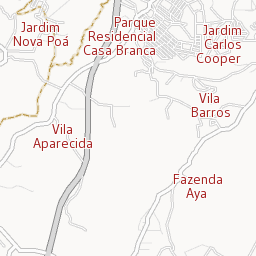 Jardim
Nova Poá
Parque
Residencial
Casa Branca
Jardim
Carlos
Cooper
Vila
Barros
Vila
Aparecida
Fazenda
Aya